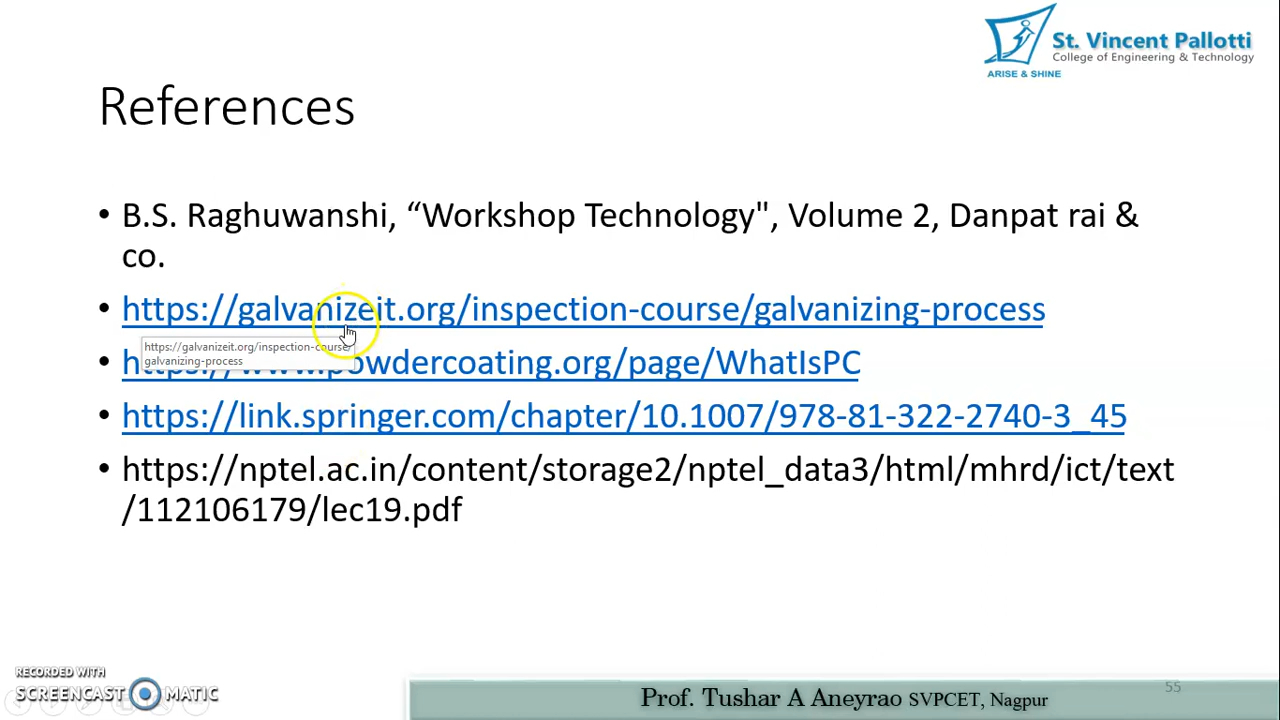 St. Vincent Pallotti
College of Engineering & Technology
ARISE & SHINE
References
• B.S. Raghuwanshi, “Workshop Technology", Volume 2, Danpat rai &
co.
• https://galvanizeit.org/inspection-course/galvanizing-process
https://galvanizeit.org/inspection-course/
galvanizing-process
• https://www.powdercoating.org/page/WhatIsPC
• https://link.springer.com/chapter/10.1007/978-81-322-2740-3_45
• https://nptel.ac.in/content/storage2/nptel_data3/html/mhrd/ict/text
/112106179/lec19.pdf
RECORDED WITH
SCREENCAST MATIC
Prof. Tushar A Aneyrao SVPCET, Nagpur
55